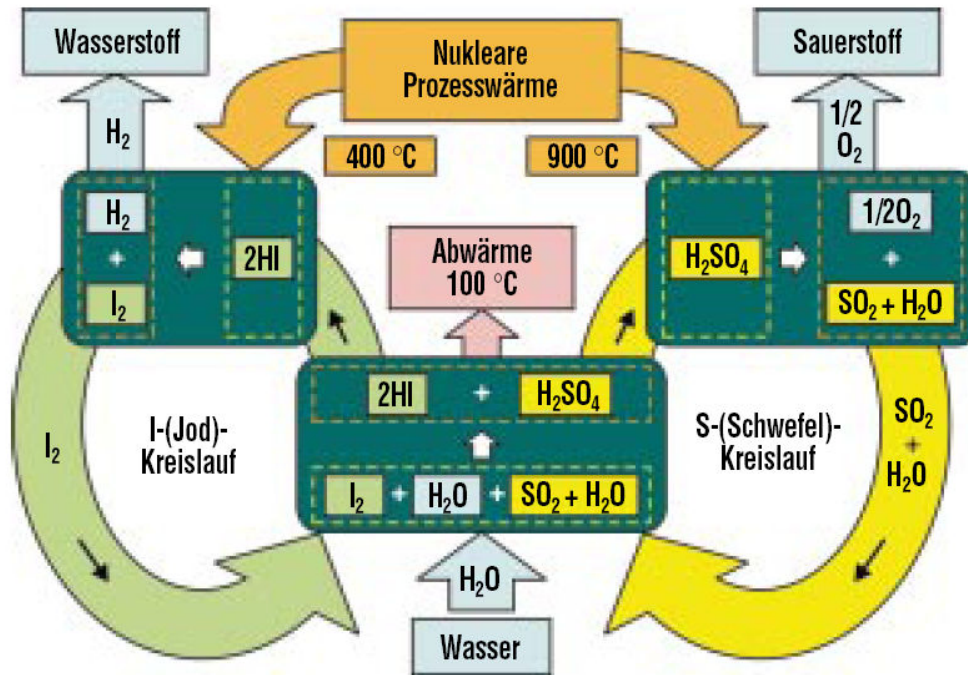 Wasserstoff
Nukleare
Prozesswärme
Sauerstoff
H₂
400 °C
900 °C
1/2
O₂
H₂
+
I₂
2HI
Abwärme
100 °C
H₂SO₄
1/2O₂
+
SO₂ + H₂O
2HI + H₂SO₄
I₂ + H₂O + SO₂ + H₂O
I₂
I-(Jod)-
Kreislauf
S-(Schwefel)-
Kreislauf
SO₂
+
H₂O
H₂O
Wasser